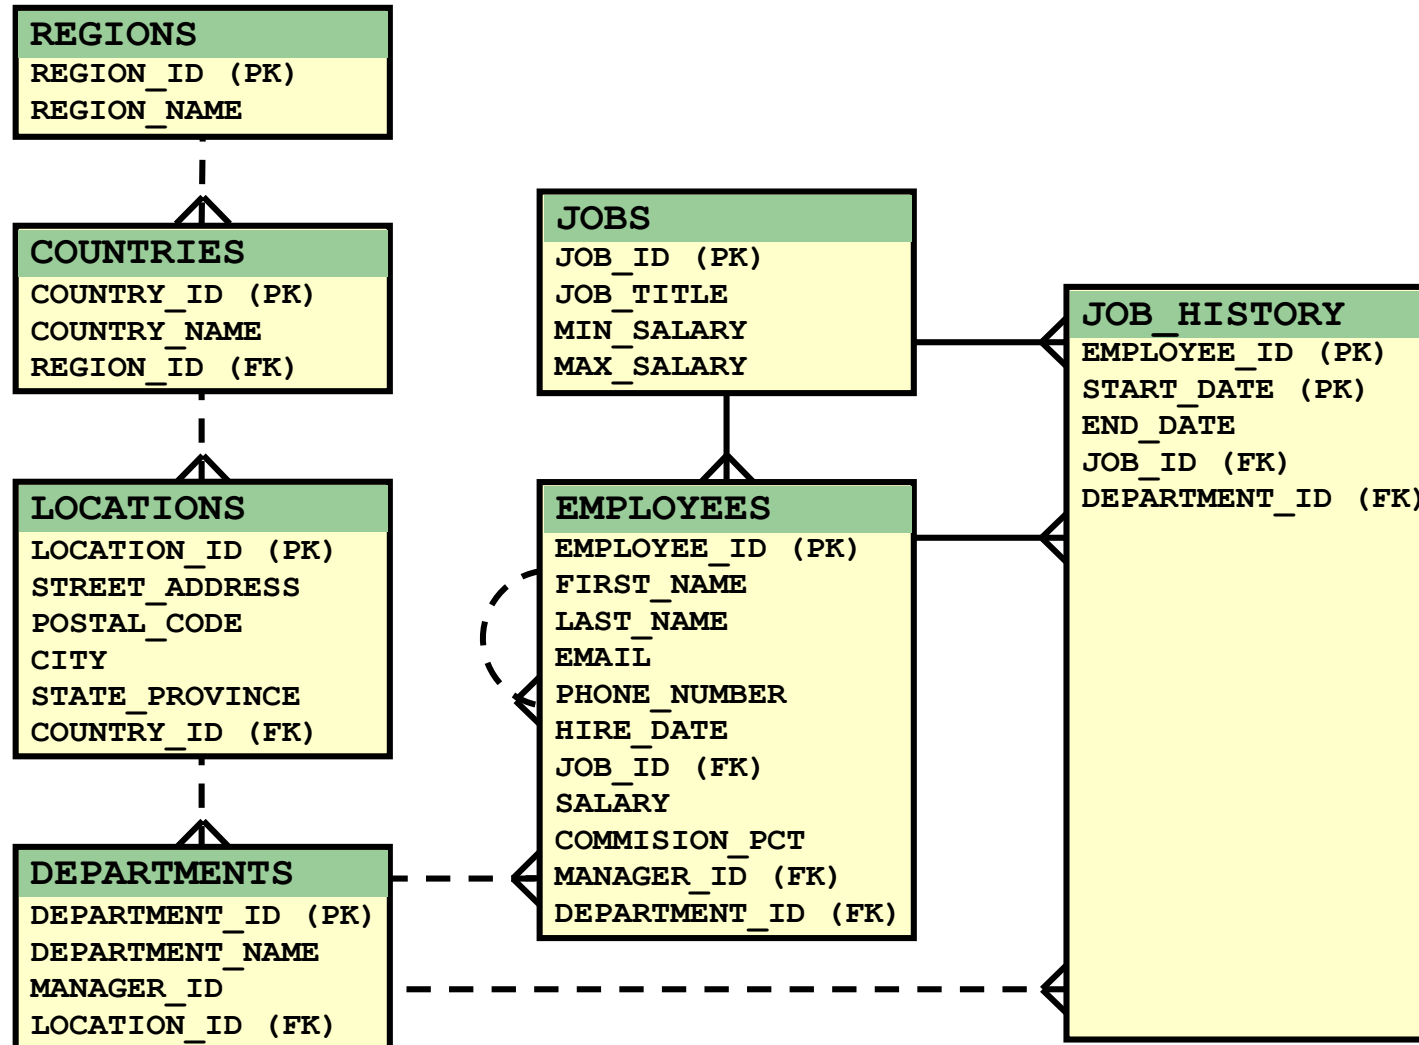 REGIONS
REGION_ID (PK)
REGION_NAME
COUNTRIES
COUNTRY_ID (PK)
COUNTRY_NAME
REGION_ID (FK)
LOCATIONS
LOCATION_ID (PK)
STREET_ADDRESS
POSTAL_CODE
CITY
STATE_PROVINCE
COUNTRY_ID (FK)
DEPARTMENTS
DEPARTMENT_ID (PK)
DEPARTMENT_NAME
MANAGER_ID
LOCATION_ID (FK)
JOBS
JOB_ID (PK)
JOB_TITLE
MIN_SALARY
MAX_SALARY
EMPLOYEES
EMPLOYEE_ID (PK)
FIRST_NAME
LAST_NAME
EMAIL
PHONE_NUMBER
HIRE_DATE
JOB_ID (FK)
SALARY
COMMISION_PCT
MANAGER_ID (FK)
DEPARTMENT_ID (FK)
JOB_HISTORY
EMPLOYEE_ID (PK)
START_DATE (PK)
END_DATE
JOB_ID (FK)
DEPARTMENT_ID (FK)